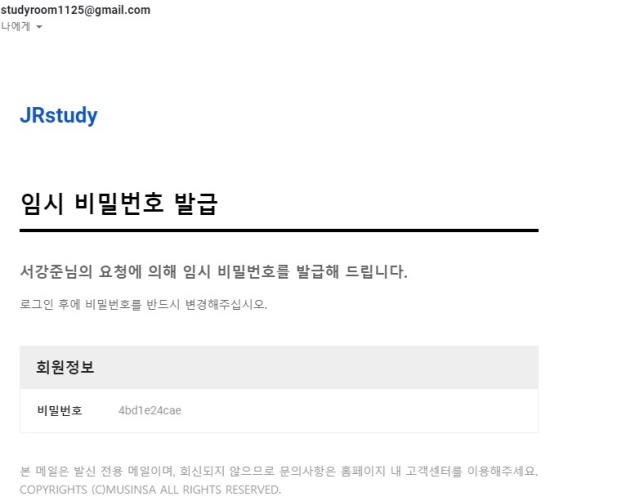 studyroom1125@gmail.com
나에게
JRstudy
임시 비밀번호 발급
서강준님의 요청에 의해 임시 비밀번호를 발급해 드립니다.
로그인 후에 비밀번호를 반드시 변경해주십시오.
회원정보
비밀번호 4bd1e24cae
본 메일은 발신 전용 메일이며, 회신되지 않으므로 문의사항은 홈페이지 내 고객센터를 이용해주세요.
COPYRIGHTS (C)MUSINSA ALL RIGHTS RESERVED.